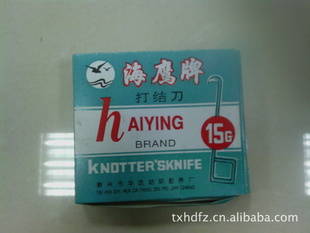 海鹰牌
打结刀
hAIYING
BRAND
15G
KNOTTER'SKNIFE
txhdfz.cn.alibaba.com